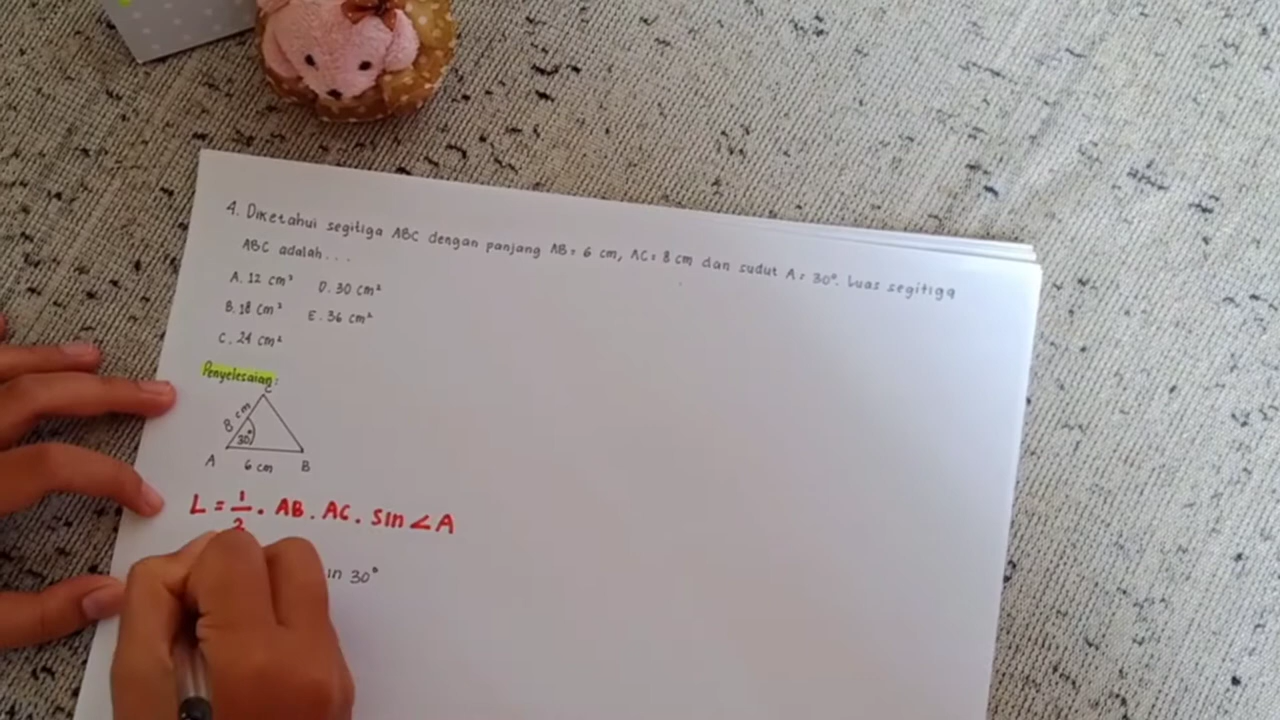 4. Diketahui segitiga ABC dengan panjang AB = 6 cm, AC = 8 cm dan sudut A = 30°. Luas segitiga
ABC adalah...
A. 12 cm² D. 30 cm²
B. 18 cm² E. 36 cm²
C. 24 cm²
Penyelesaian:
C
8 cm
30°
A 6 cm B
L = 1/2 . AB . AC . sin ∠A
in 30°